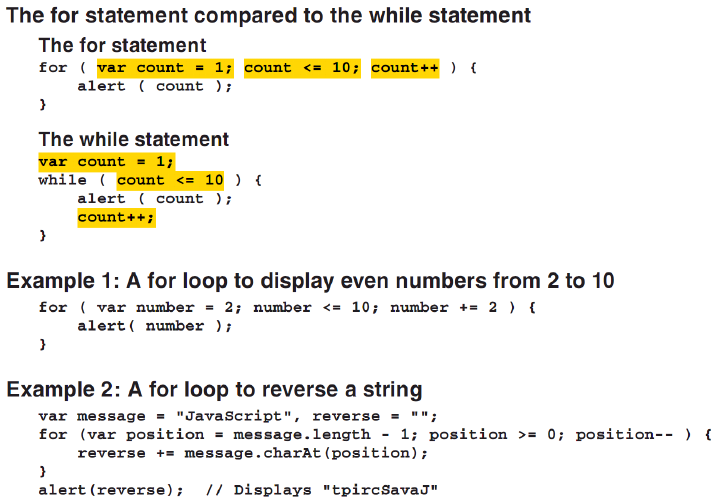 The for statement compared to the while statement
The for statement
for ( var count = 1; count <= 10; count++ ) {
alert ( count );
}
The while statement
var count = 1;
while ( count <= 10 ) {
alert ( count );
count++;
}
Example 1: A for loop to display even numbers from 2 to 10
for ( var number = 2; number <= 10; number += 2 ) {
alert( number );
}
Example 2: A for loop to reverse a string
var message = "JavaScript", reverse = "";
for (var position = message.length - 1; position >= 0; position-- ) {
reverse += message.charAt(position);
}
alert(reverse);  // Displays "tpircSavaJ"